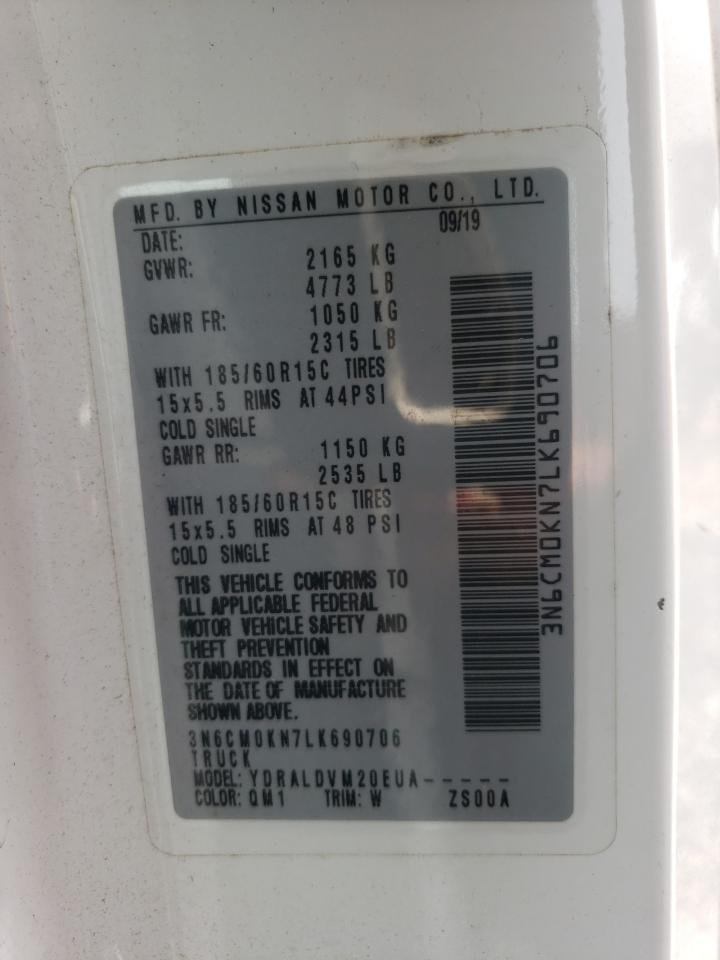 MFD. BY NISSAN MOTOR CO., LTD.
DATE: 09/19
GVWR: 2165 KG
4773 LB
GAWR FR: 1050 KG
2315 LB
WITH 185/60R15C TIRES
15x5.5 RIMS AT 44PSI
COLD SINGLE
GAWR RR: 1150 KG
2535 LB
WITH 185/60R15C TIRES
15x5.5 RIMS AT 48 PSI
COLD SINGLE
THIS VEHICLE CONFORMS TO
ALL APPLICABLE FEDERAL
MOTOR VEHICLE SAFETY AND
THEFT PREVENTION
STANDARDS IN EFFECT ON
THE DATE OF MANUFACTURE
SHOWN ABOVE.
3N6CM0KN7LK690706
TRUCK
MODEL: YDRALDVM20EUA-----
COLOR: QM1 TRIM: W ZS00A
3N6CM0KN7LK690706